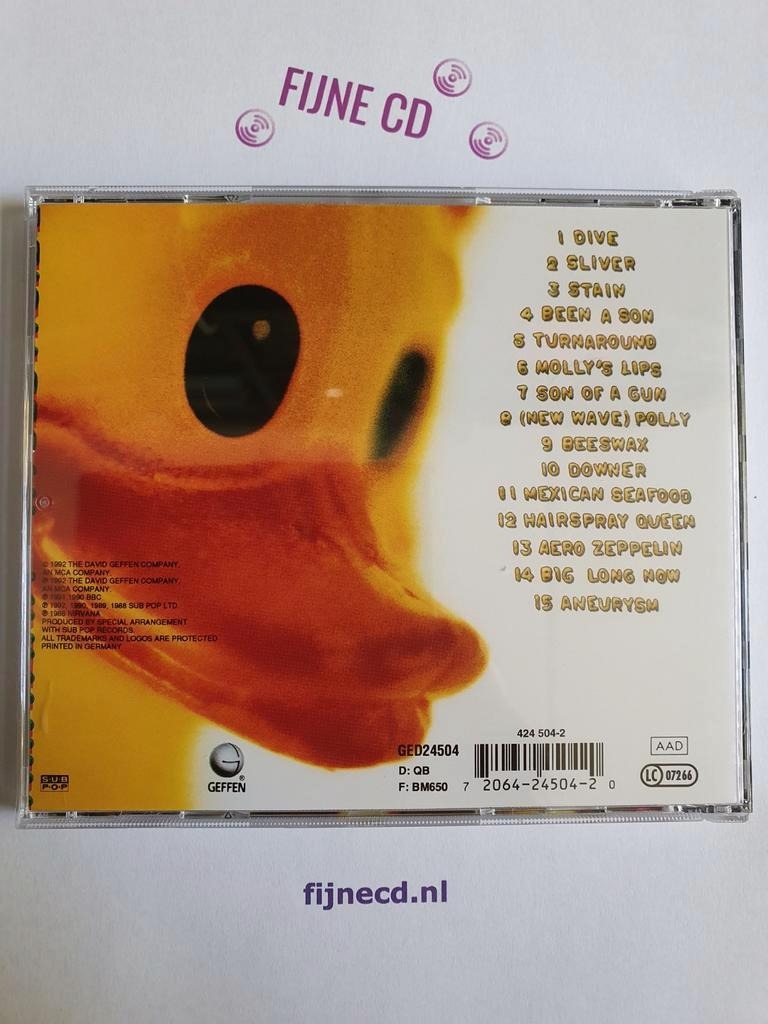 FIJNE CD
1 DIVE
2 SLIVER
3 STAIN
4 BEEN A SON
5 TURNAROUND
6 MOLLY'S LIPS
7 SON OF A GUN
8 (NEW WAVE) POLLY
9 BEESWAX
10 DOWNER
11 MEXICAN SEAFOOD
12 HAIRSPRAY QUEEN
13 AERO ZEPPELIN
14 BIG LONG NOW
15 ANEURYSM
© 1992 THE DAVID GEFFEN COMPANY,
AN MCA COMPANY.
℗ 1992 THE DAVID GEFFEN COMPANY,
AN MCA COMPANY.
℗ 1991, 1990 BBC
℗ 1992, 1990, 1989, 1988 SUB POP LTD.
℗ 1988 NIRVANA
PRODUCED BY SPECIAL ARRANGEMENT
WITH SUB POP RECORDS.
ALL TRADEMARKS AND LOGOS ARE PROTECTED
PRINTED IN GERMANY
SUB
POP
GEFFEN®
GED24504
D: QB
F: BM650
424 504-2
7 2064-24504-2 0
AAD
LC 07266
fijnecd.nl